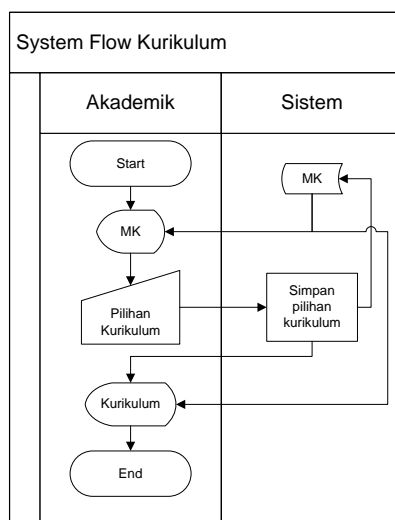 System Flow Kurikulum
Akademik
Sistem
Start
MK
MK
Pilihan
Kurikulum
Simpan
pilihan
kurikulum
Kurikulum
End